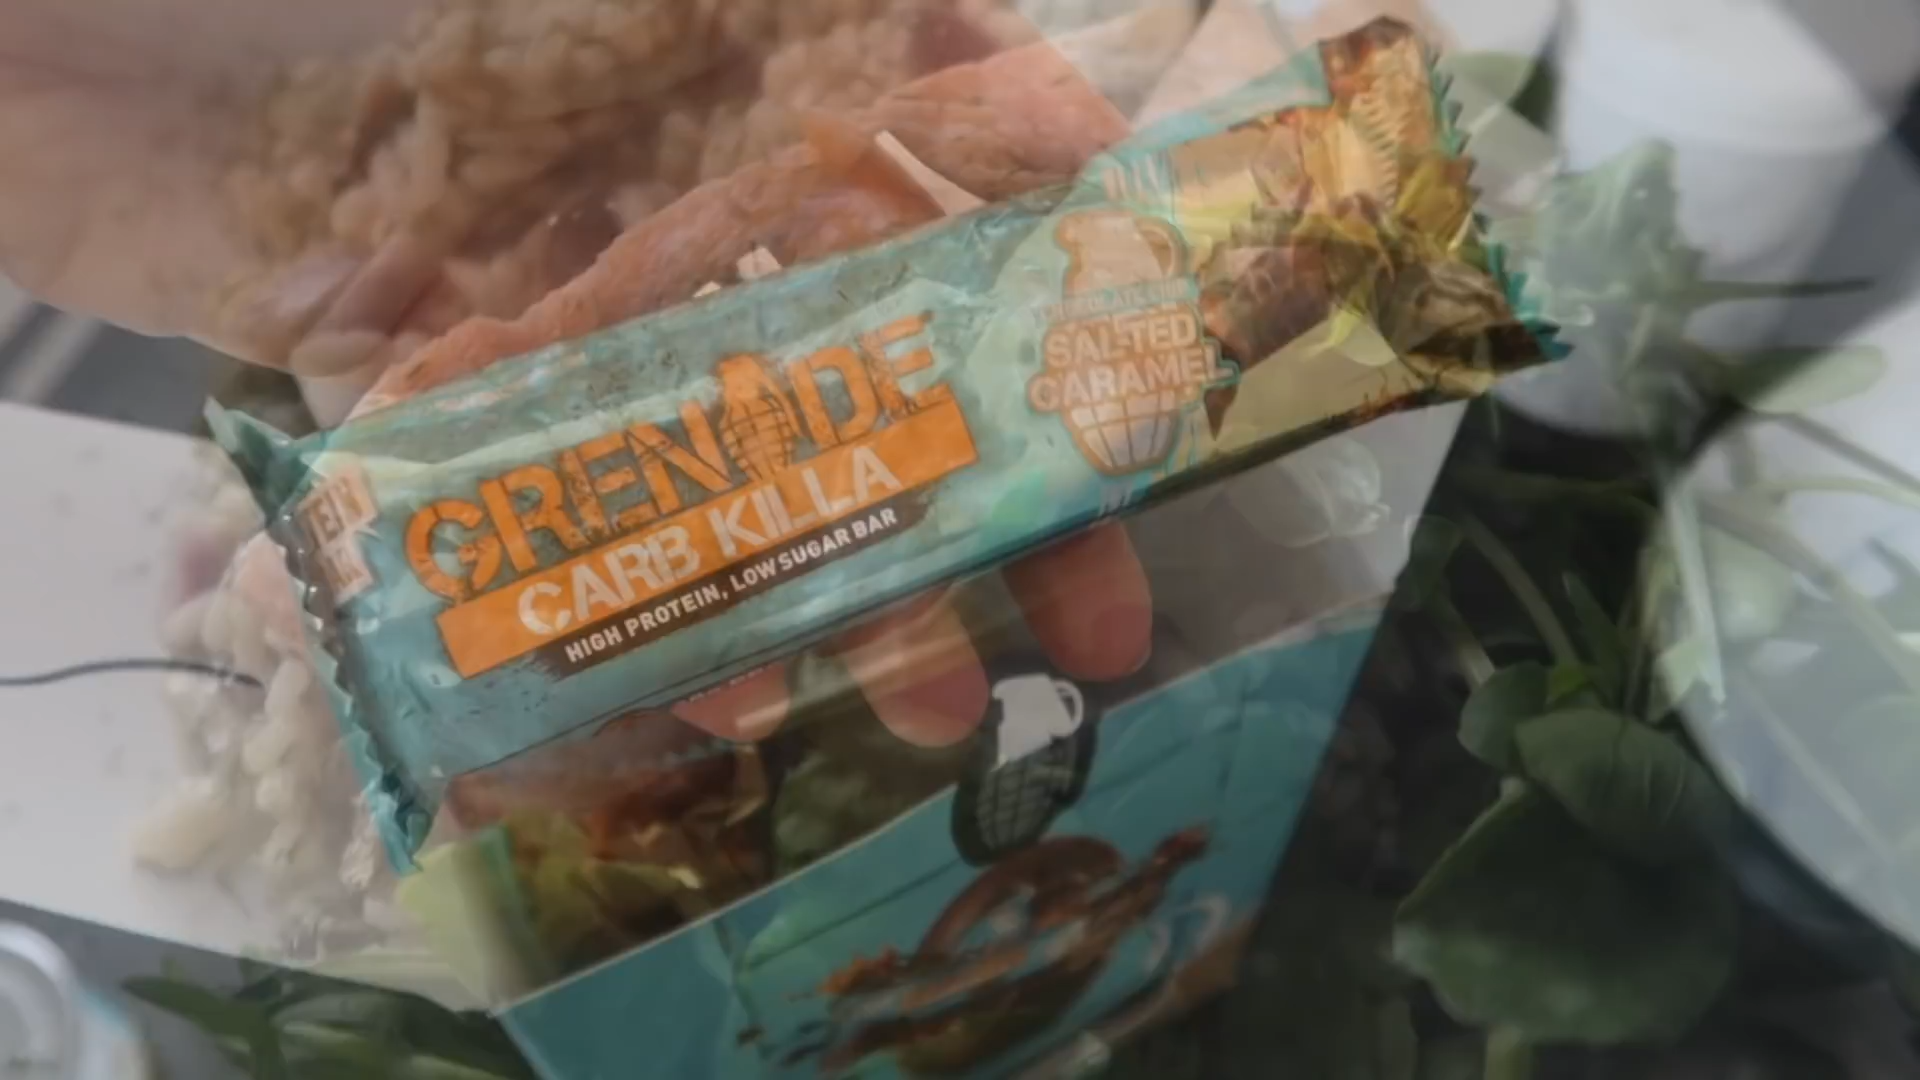 GRENADE
CARB KILLA
HIGH PROTEIN, LOW SUGAR BAR
SALTED
CARAMEL